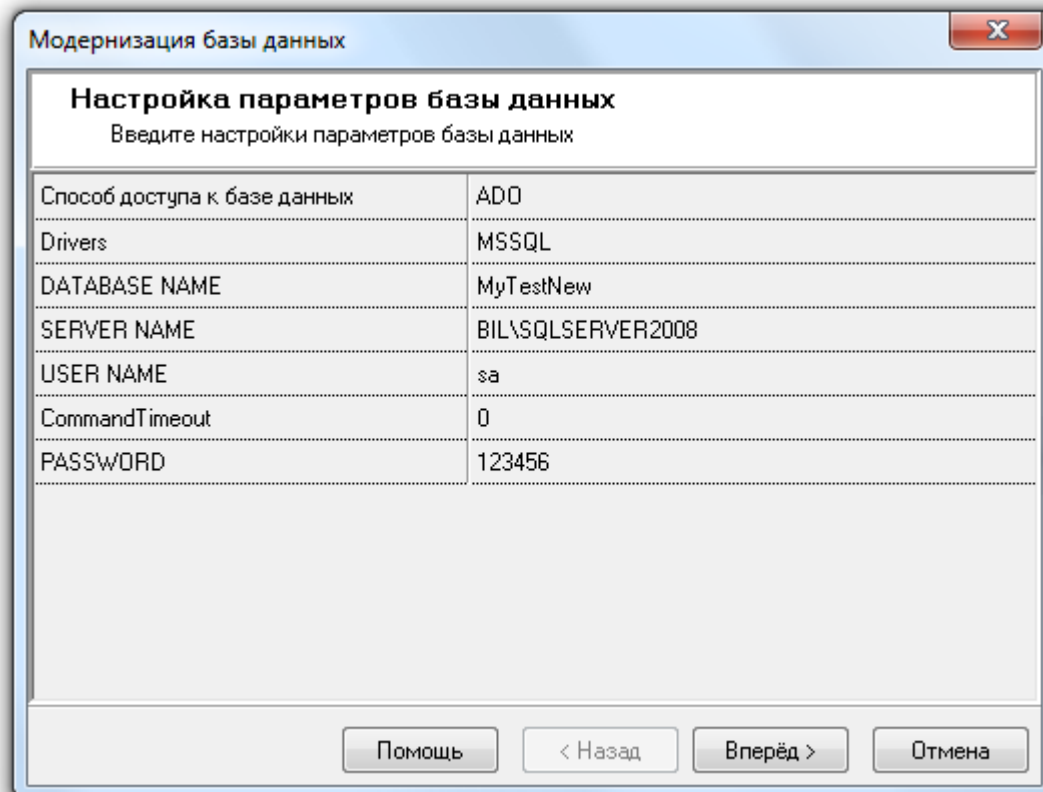 Модернизация базы данных
Настройка параметров базы данных
Введите настройки параметров базы данных
Способ доступа к базе данных ADO
Drivers MSSQL
DATABASE NAME MyTestNew
SERVER NAME BIL\SQLSERVER2008
USER NAME sa
CommandTimeout 0
PASSWORD 123456
Помощь < Назад Вперёд > Отмена